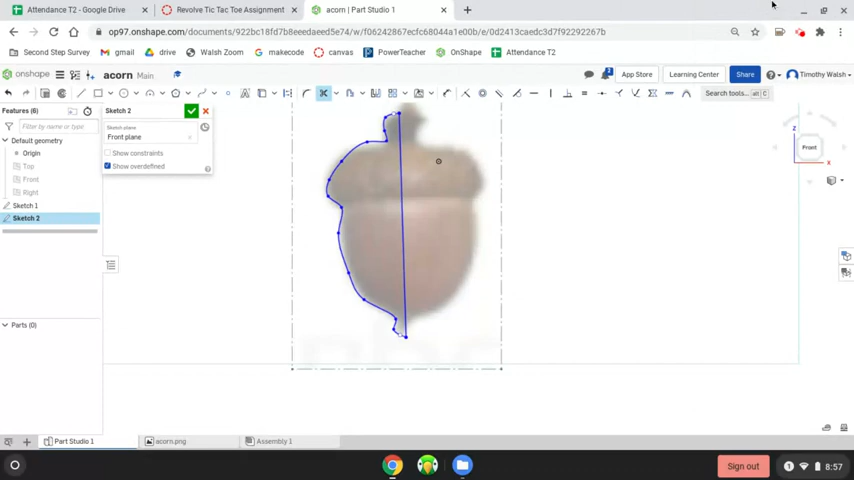 Attendance T2 - Google Drive
Revolve Tic Tac Toe Assignment
acorn | Part Studio 1
op97.onshape.com/documents/922bc18fd7b8eeedaeed5e74/w/f06242867ecfc68044a1e00b/e/0d2413caedc3d7f92292267b
Second Step Survey
gmail
drive
Walsh Zoom
makecode
canvas
PowerTeacher
OnShape
Attendance T2
onshape
acorn Main
2
App Store
Learning Center
Share
Timothy Walsh
Search tools...
alt C
Features (6)
Sketch 2
Filter by name or type
Sketch plane
Front plane
Default geometry
Show constraints
Origin
Show overdefined
Top
Front
Right
Sketch 1
Sketch 2
Z
Front
X
Parts (0)
Part Studio 1
acorn.png
Assembly 1
Sign out
1
8:57